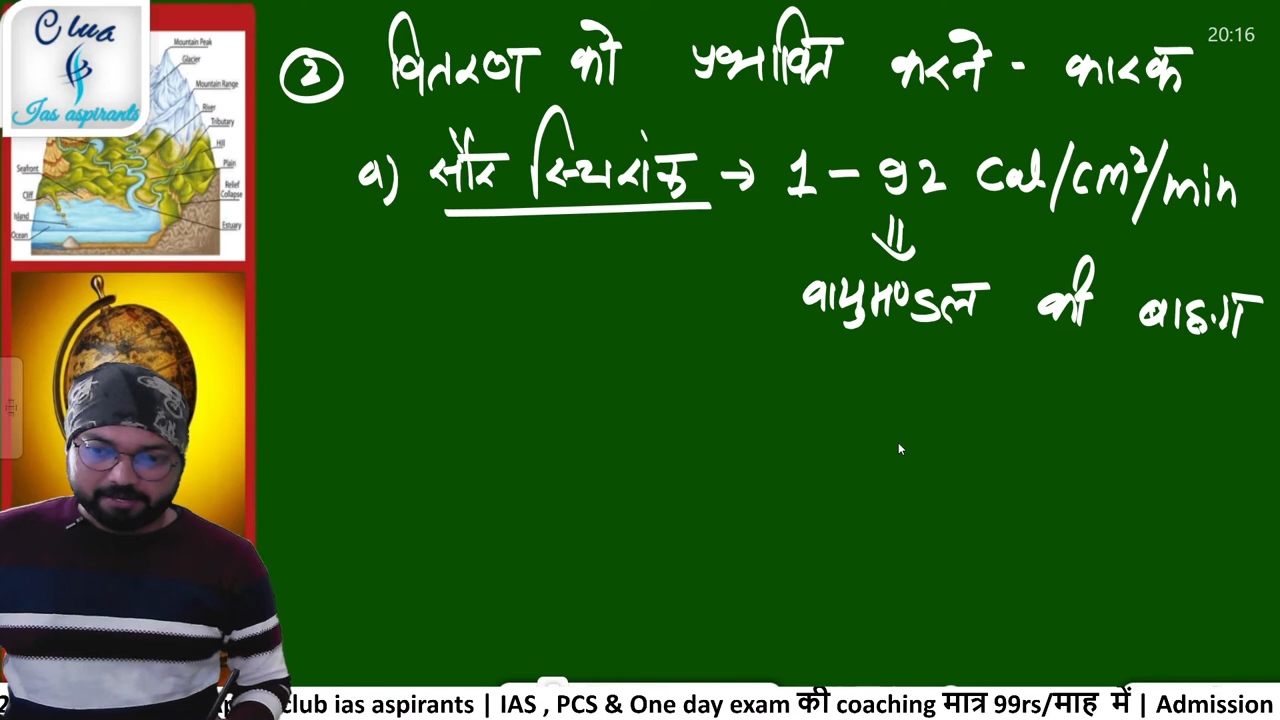 Clua
Ias aspirants
Mountain Peak
Glacier
Mountain Range
River
Tributary
Hill
Plain
Relief
Collapse
Estuary
Seafront
Cliff
Island
Ocean
20:16
② वितरण को प्रभावित करने - कारक
a) सौर स्थिरांक → 1-92 Cal/cm²/min
⇓
वायुमण्डल की बाह्य
club ias aspirants | IAS , PCS & One day exam की coaching मात्र 99rs/माह में | Admission